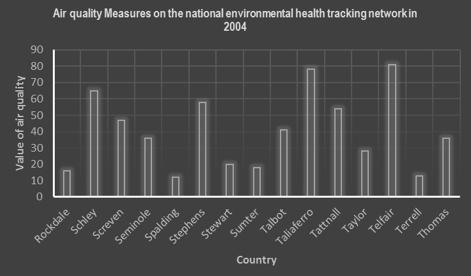 Air quality Measures on the national environmental health tracking network in
2004
90
80
70
60
50
40
30
20
10
0
Value of air quality
Rockdale
Schley
Screven
Seminole
Spalding
Stephens
Stewart
Sumter
Talbot
Taliaferro
Tattnall
Taylor
Telfair
Terrell
Thomas
Country